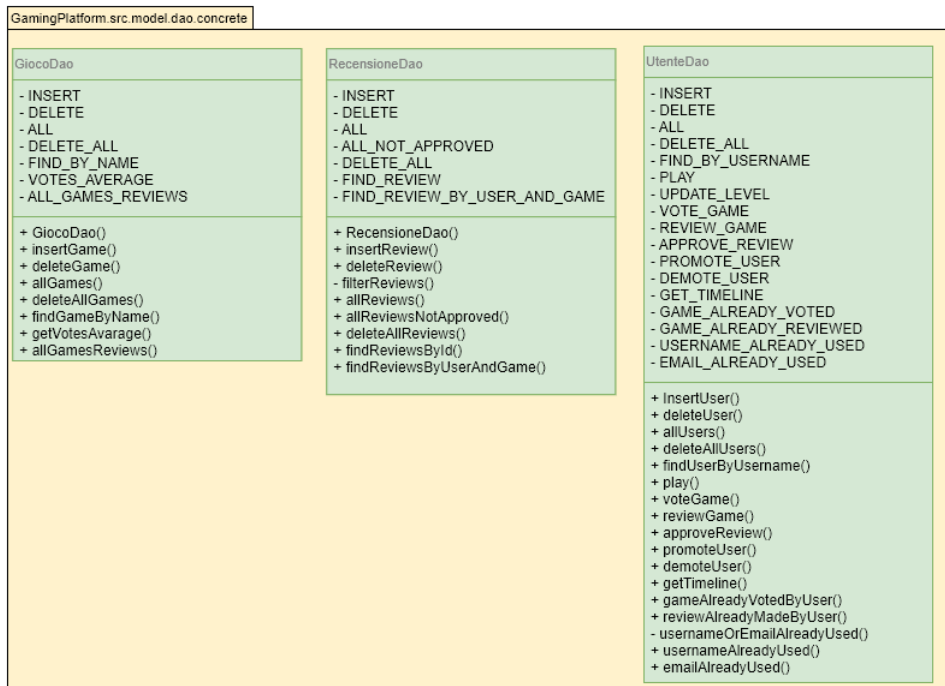 GamingPlatform.src.model.dao.concrete
GiocoDao
- INSERT
- DELETE
- ALL
- DELETE_ALL
- FIND_BY_NAME
- VOTES_AVERAGE
- ALL_GAMES_REVIEWS
+ GiocoDao()
+ insertGame()
+ deleteGame()
+ allGames()
+ deleteAllGames()
+ findGameByName()
+ getVotesAvarage()
+ allGamesReviews()
RecensioneDao
- INSERT
- DELETE
- ALL
- ALL_NOT_APPROVED
- DELETE_ALL
- FIND_REVIEW
- FIND_REVIEW_BY_USER_AND_GAME
+ RecensioneDao()
+ insertReview()
+ deleteReview()
- filterReviews()
+ allReviews()
+ allReviewsNotApproved()
+ deleteAllReviews()
+ findReviewsById()
+ findReviewsByUserAndGame()
UtenteDao
- INSERT
- DELETE
- ALL
- DELETE_ALL
- FIND_BY_USERNAME
- PLAY
- UPDATE_LEVEL
- VOTE_GAME
- REVIEW_GAME
- APPROVE_REVIEW
- PROMOTE_USER
- DEMOTE_USER
- GET_TIMELINE
- GAME_ALREADY_VOTED
- GAME_ALREADY_REVIEWED
- USERNAME_ALREADY_USED
- EMAIL_ALREADY_USED
+ InsertUser()
+ deleteUser()
+ allUsers()
+ deleteAllUsers()
+ findUserByUsername()
+ play()
+ voteGame()
+ reviewGame()
+ approveReview()
+ promoteUser()
+ demoteUser()
+ getTimeline()
+ gameAlreadyVotedByUser()
+ reviewAlreadyMadeByUser()
- usernameOrEmailAlreadyUsed()
+ usernameAlreadyUsed()
+ emailAlreadyUsed()